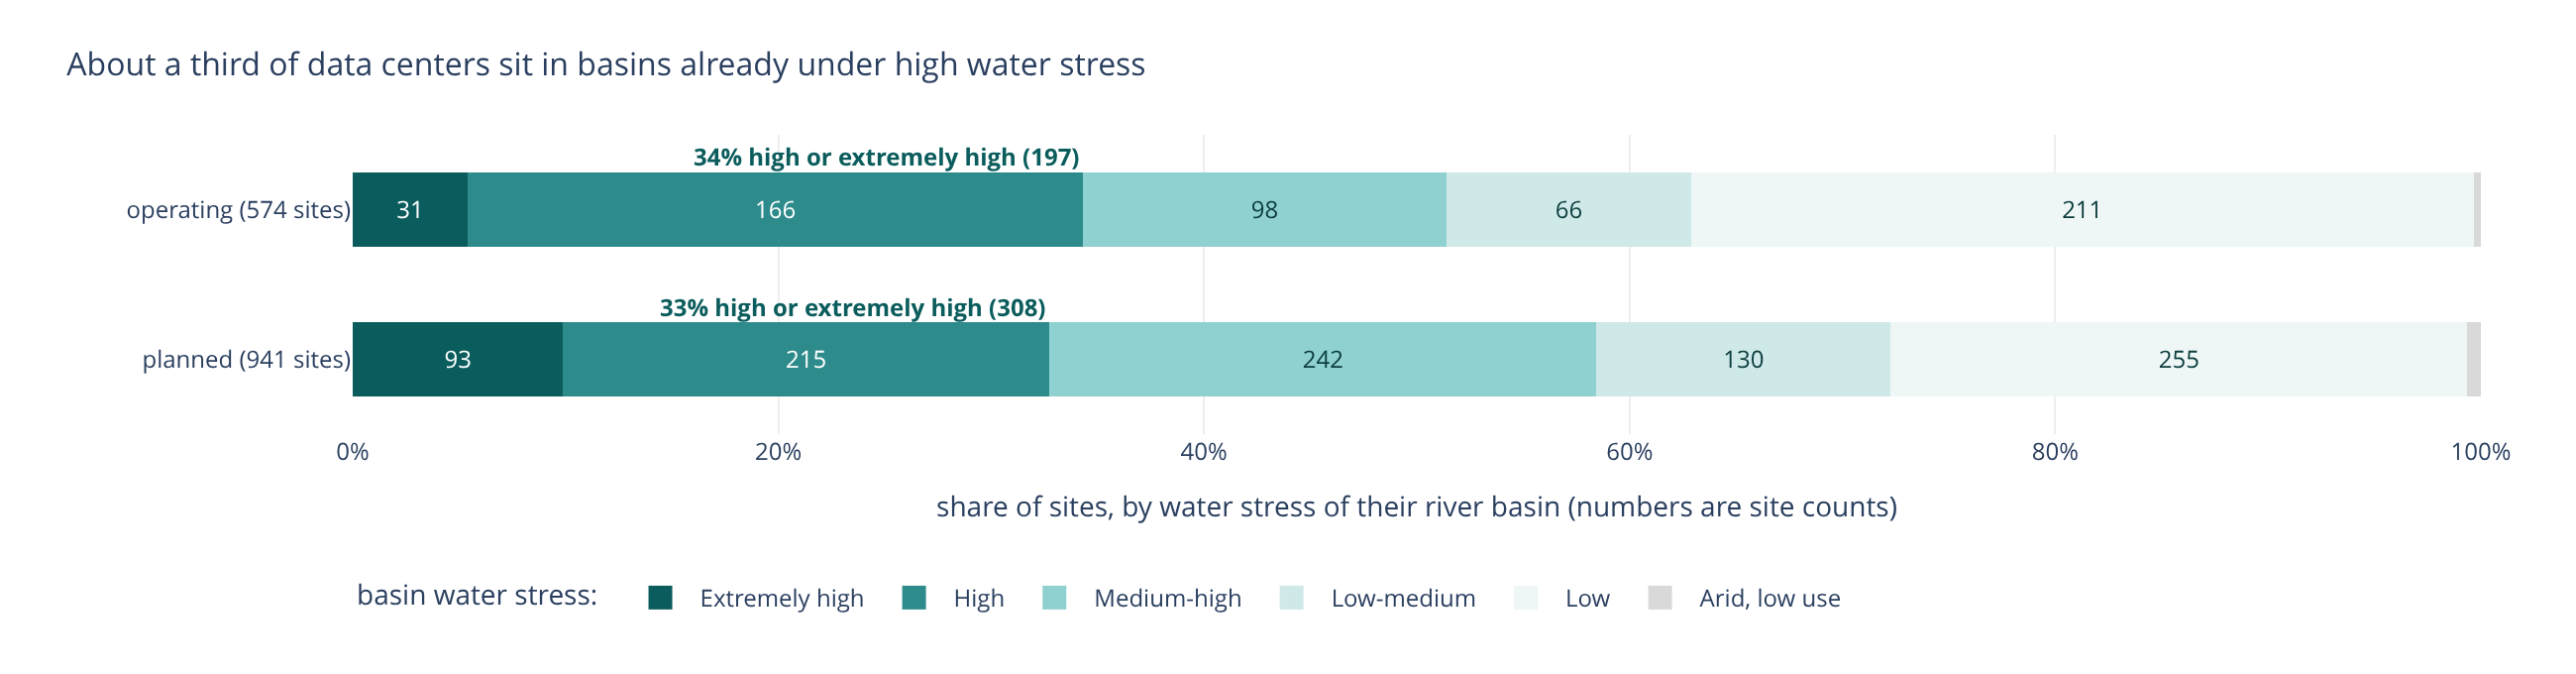 About a third of data centers sit in basins already under high water stress
34% high or extremely high (197)
operating (574 sites) 31 166 98 66 211
33% high or extremely high (308)
planned (941 sites) 93 215 242 130 255
0% 20% 40% 60% 80% 100%
share of sites, by water stress of their river basin (numbers are site counts)
basin water stress: Extremely high High Medium-high Low-medium Low Arid, low use